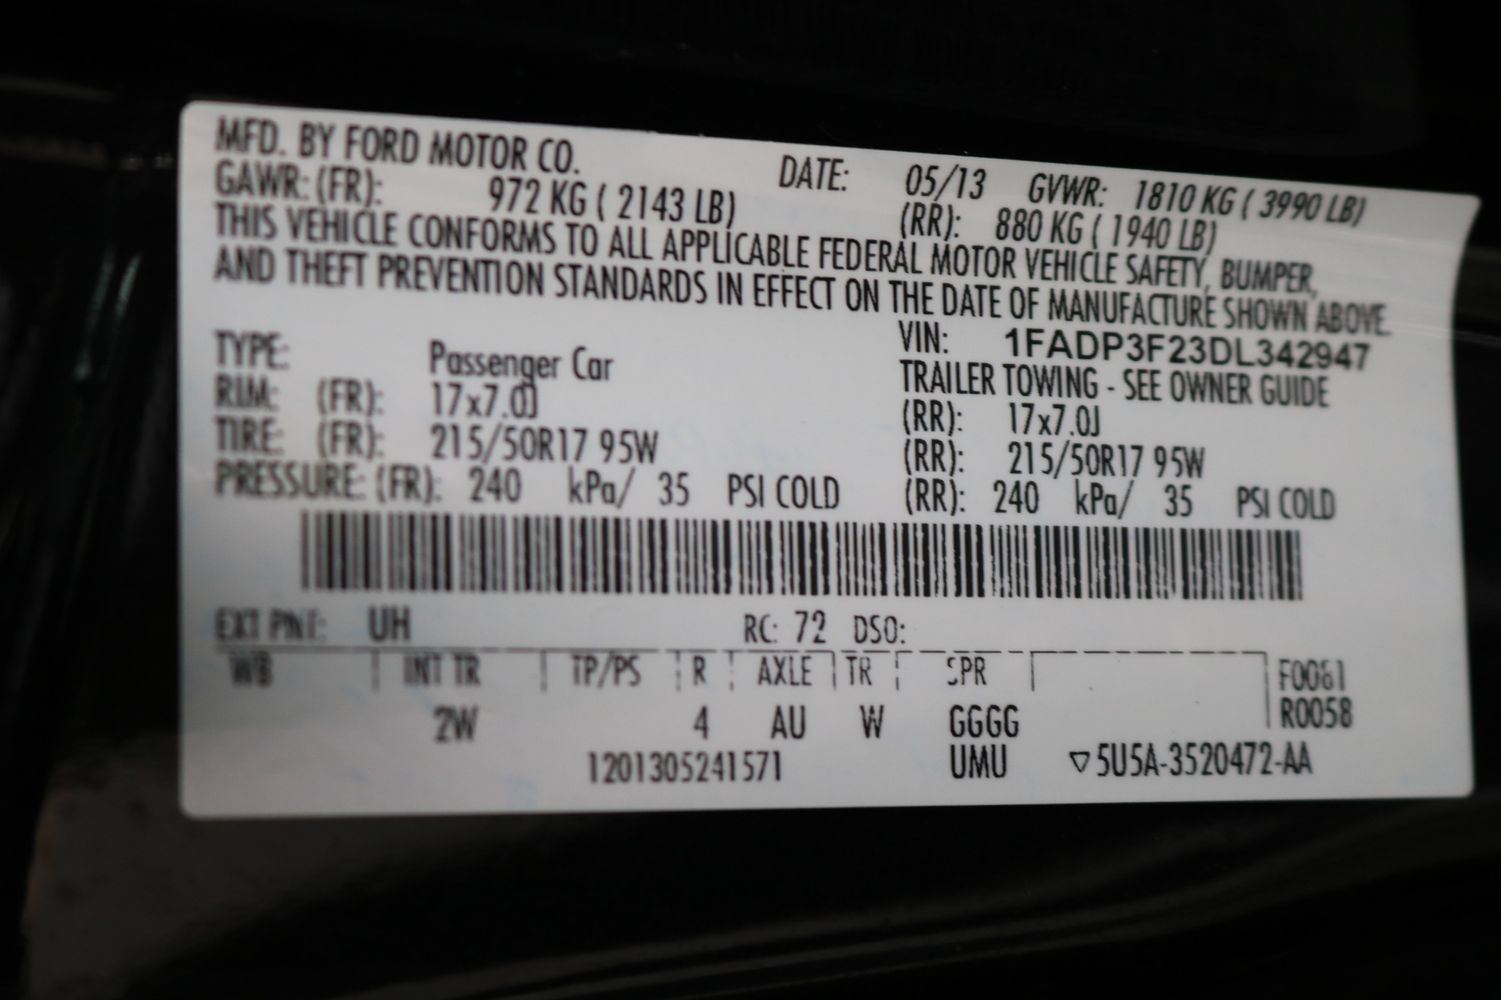 MFD. BY FORD MOTOR CO. DATE: 05/13 GVWR: 1810 KG ( 3990 LB)
GAWR: (FR): 972 KG ( 2143 LB) (RR): 880 KG ( 1940 LB)
THIS VEHICLE CONFORMS TO ALL APPLICABLE FEDERAL MOTOR VEHICLE SAFETY, BUMPER,
AND THEFT PREVENTION STANDARDS IN EFFECT ON THE DATE OF MANUFACTURE SHOWN ABOVE.
VIN: 1FADP3F23DL342947
TYPE: Passenger Car TRAILER TOWING - SEE OWNER GUIDE
RIM: (FR): 17x7.0J (RR): 17x7.0J
TIRE: (FR): 215/50R17 95W (RR): 215/50R17 95W
PRESSURE: (FR): 240 kPa/ 35 PSI COLD (RR): 240 kPa/ 35 PSI COLD
EXT PNT: UH RC: 72 DSO:
WB INT TR TP/PS R AXLE TR SPR F0061
2W 4 AU W GGGG R0058
1201305241571 UMU ▽5U5A-3520472-AA